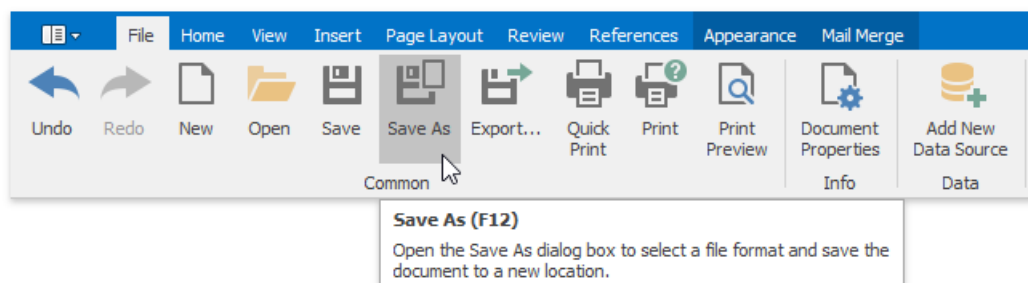 File Home View Insert Page Layout Review References Appearance Mail Merge
Undo Redo New Open Save Save As Export... Quick Print Print Document Add New
Print Preview Properties Data Source
Common Info Data
Save As (F12)
Open the Save As dialog box to select a file format and save the
document to a new location.